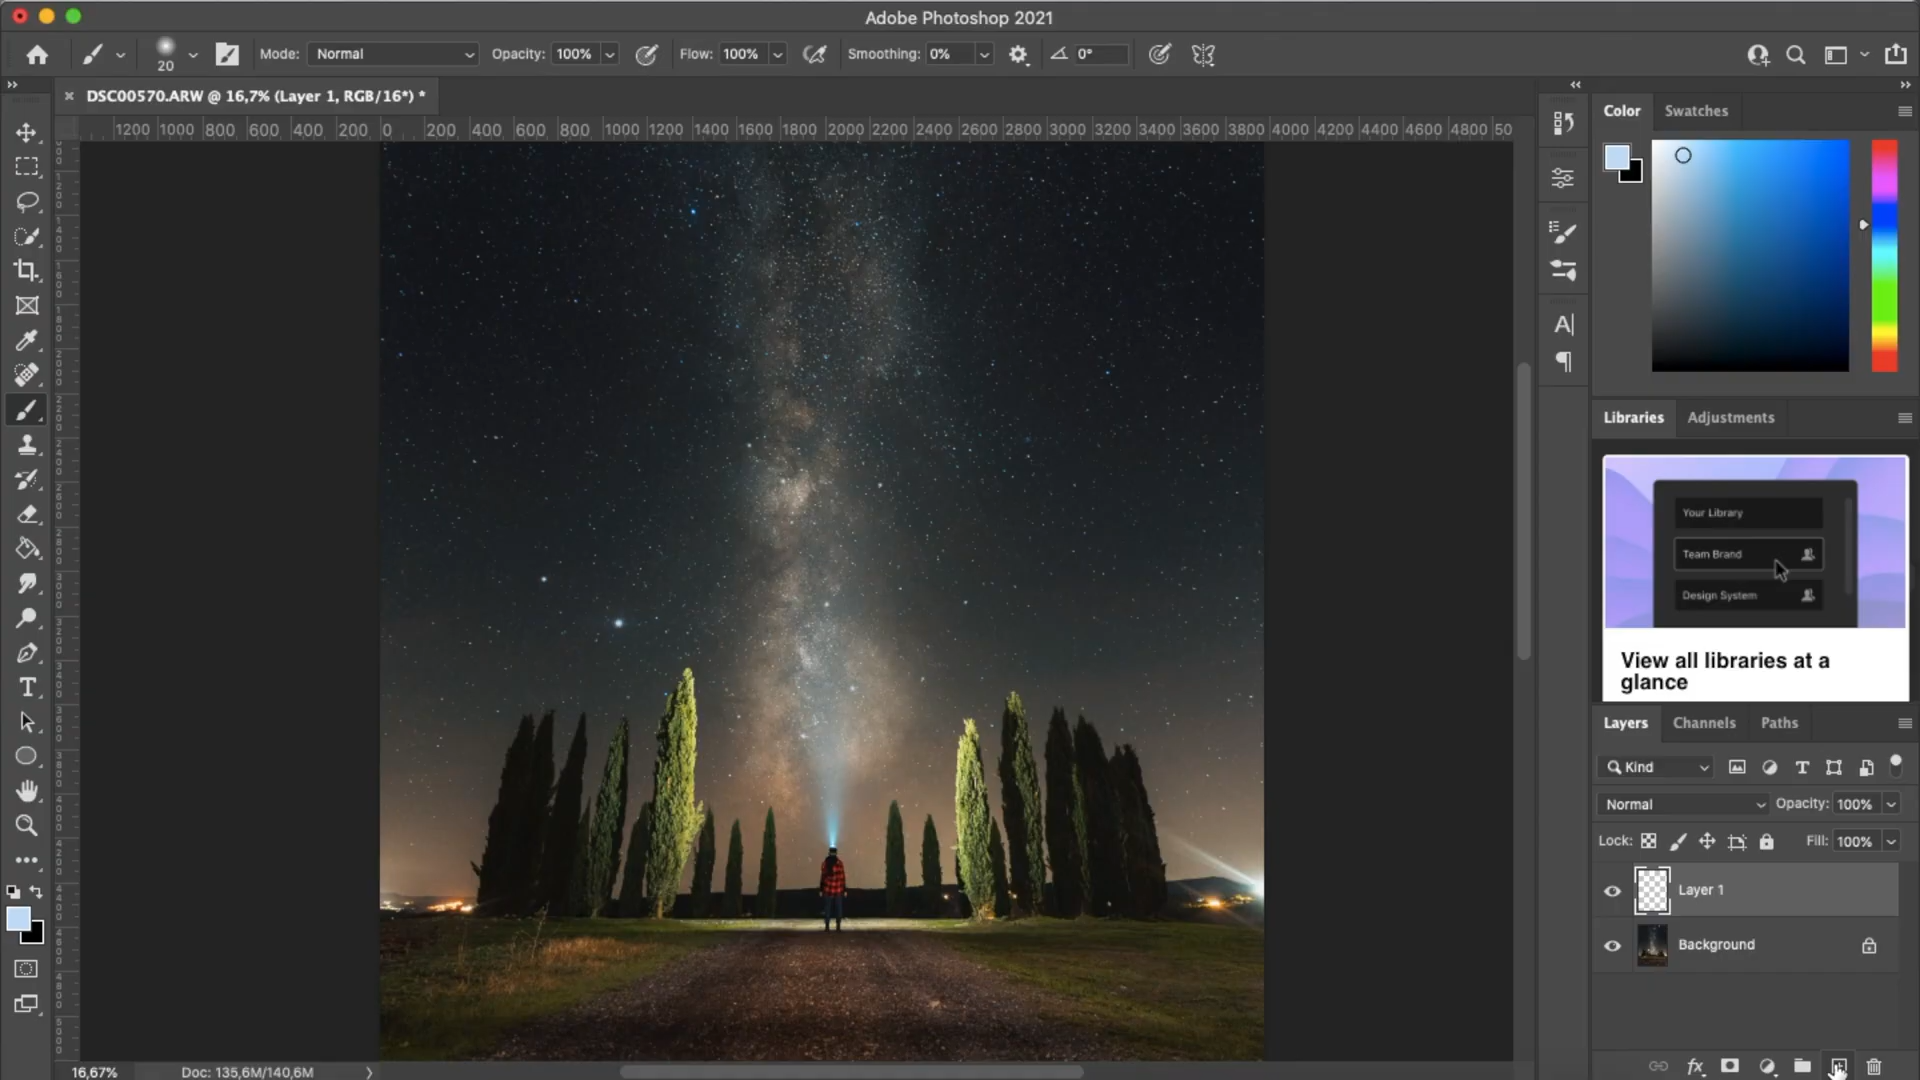 Adobe Photoshop 2021
20
Mode: Normal
Opacity: 100%
Flow: 100%
Smoothing: 0%
0°
DSC00570.ARW @ 16,7% (Layer 1, RGB/16*) *
1200 1000 800 600 400 200 0 200 400 600 800 1000 1200 1400 1600 1800 2000 2200 2400 2600 2800 3000 3200 3400 3600 3800 4000 4200 4400 4600 4800 50
Color
Swatches
Libraries
Adjustments
Your Library
Team Brand
Design System
View all libraries at a
glance
Layers
Channels
Paths
Kind
Normal
Opacity: 100%
Lock:
Fill: 100%
Layer 1
Background
fx
16,67%
Doc: 135,6M/140,6M